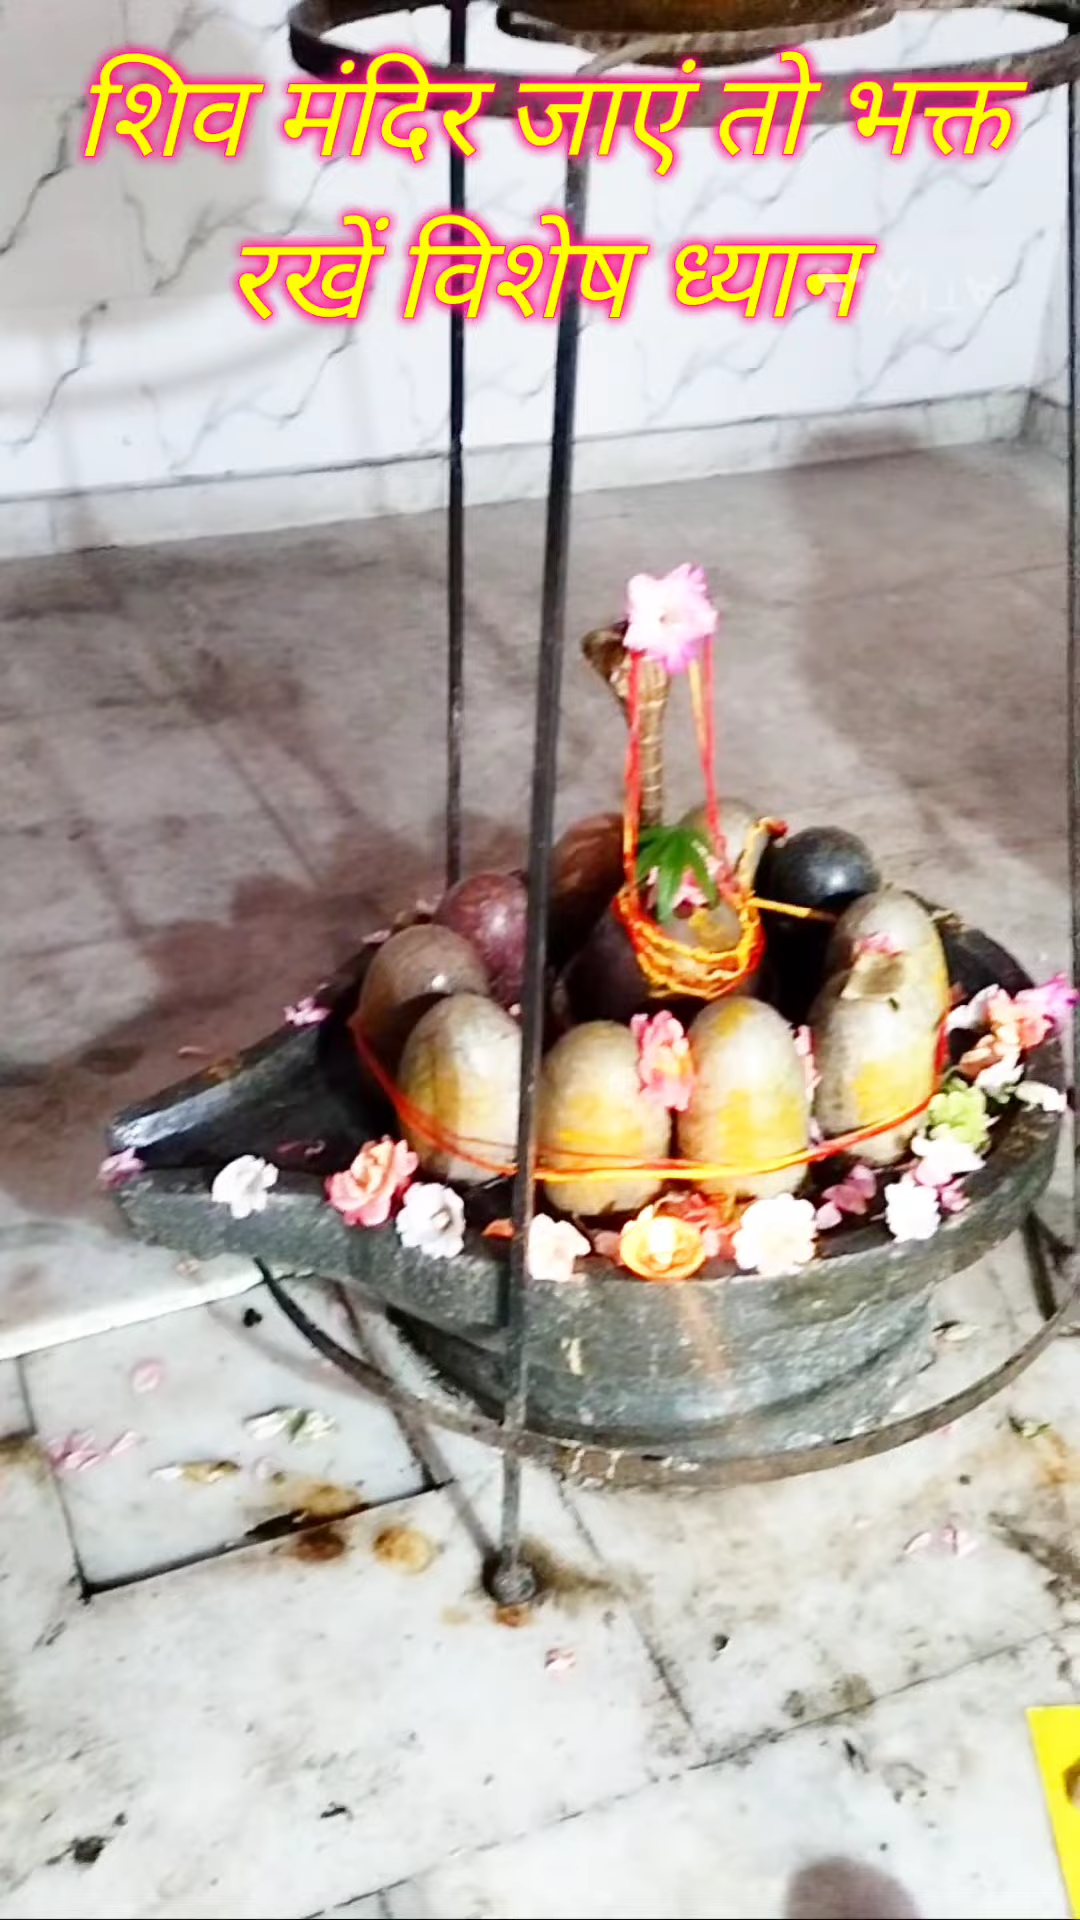 शिव मंदिर जाएं तो भक्त
रखें विशेष ध्यान